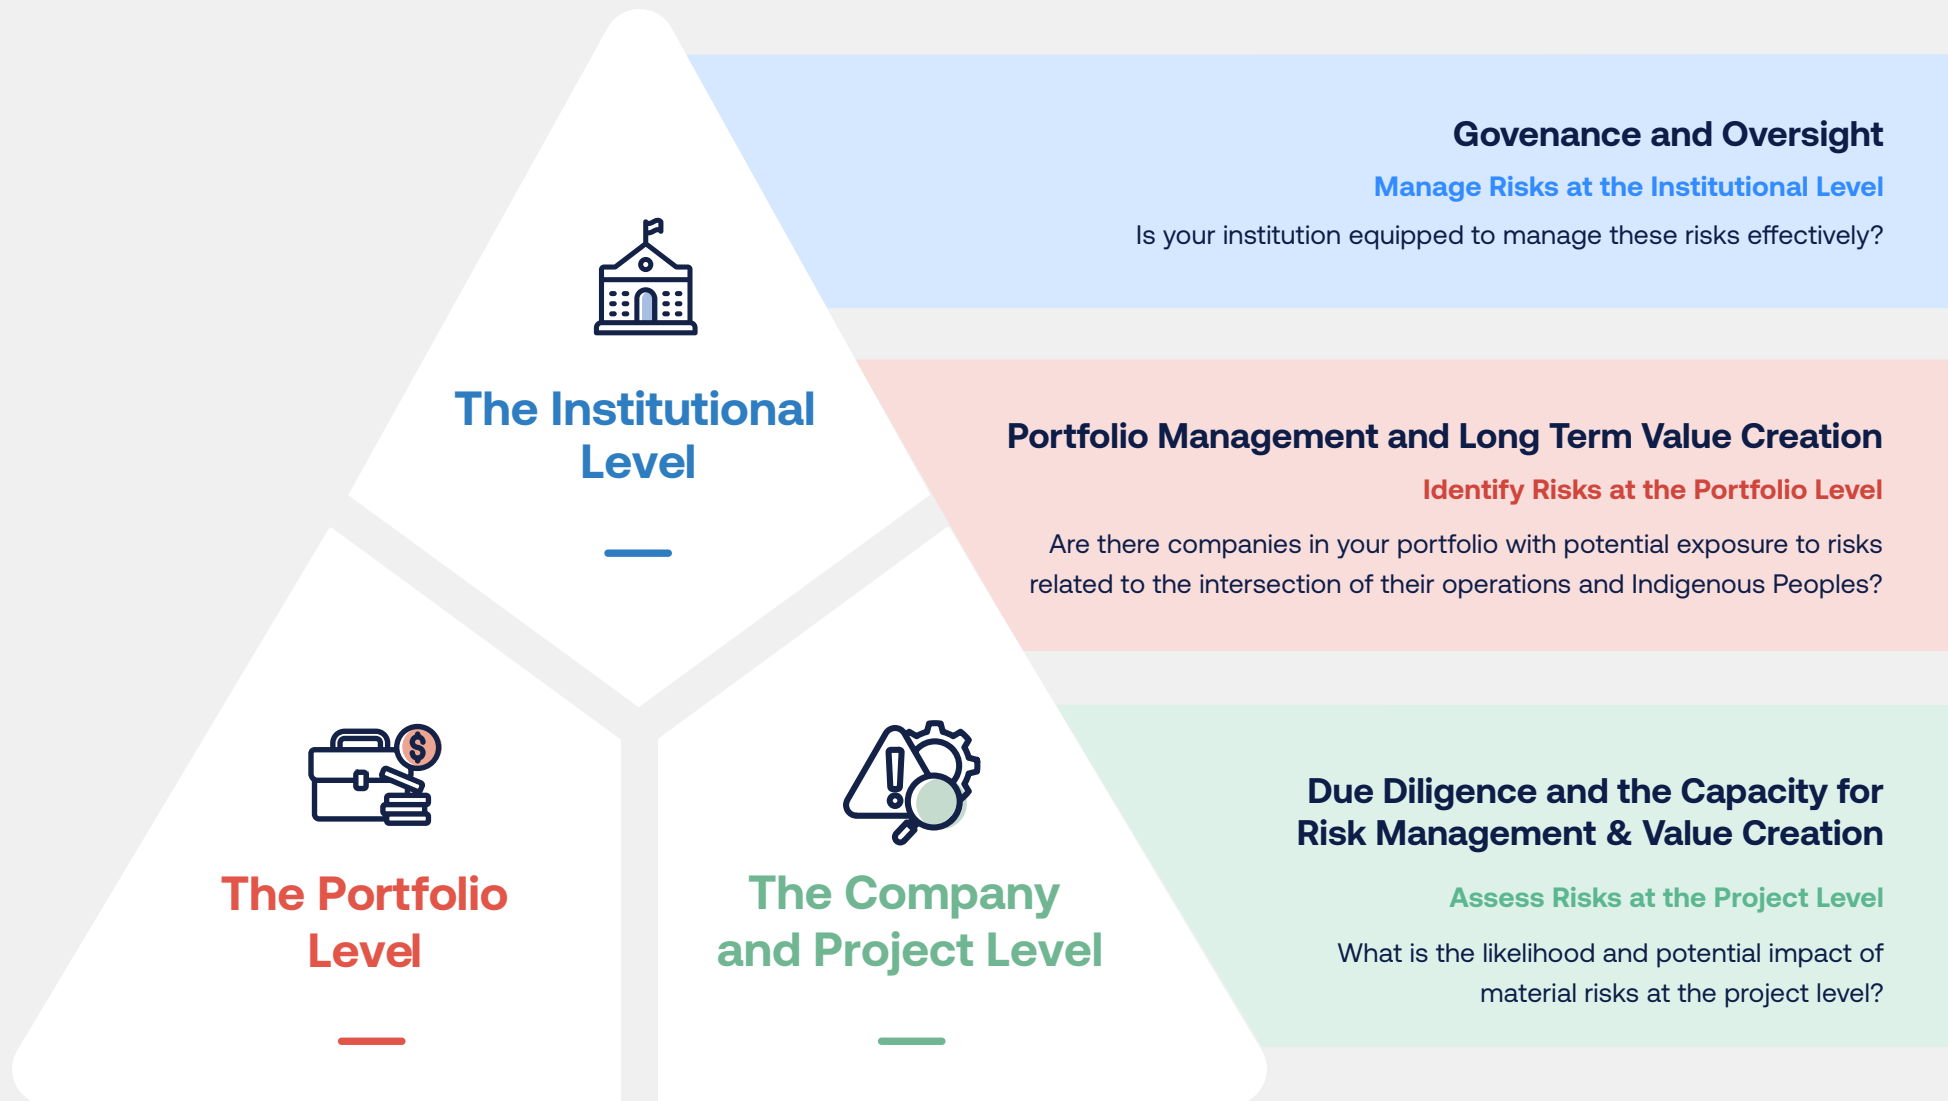 The Institutional
Level
The Portfolio
Level
$
The Company
and Project Level
Govenance and Oversight
Manage Risks at the Institutional Level
Is your institution equipped to manage these risks effectively?
Portfolio Management and Long Term Value Creation
Identify Risks at the Portfolio Level
Are there companies in your portfolio with potential exposure to risks
related to the intersection of their operations and Indigenous Peoples?
Due Diligence and the Capacity for
Risk Management & Value Creation
Assess Risks at the Project Level
What is the likelihood and potential impact of
material risks at the project level?